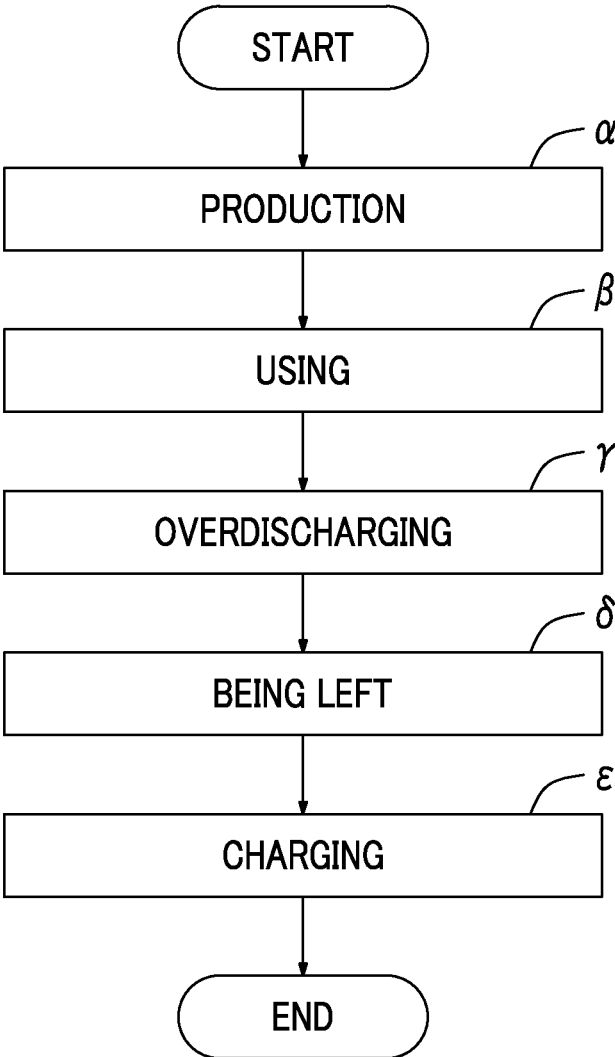 START
α
PRODUCTION
β
USING
γ
OVERDISCHARGING
δ
BEING LEFT
ε
CHARGING
END